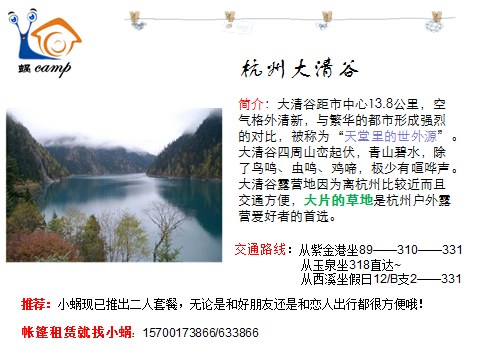 蜗camp
杭州大清谷
简介：大清谷距市中心13.8公里，空
气格外清新，与繁华的都市形成强烈
的对比，被称为“天堂里的世外源”。
大清谷四周山峦起伏，青山碧水，除
了鸟鸣、虫鸣、鸡啼，极少有喧哗声。
大清谷露营地因为离杭州比较近而且
交通方便，大片的草地是杭州户外露
营爱好者的首选。
交通路线：从紫金港坐89——310——331
从玉泉坐318直达~
从西溪坐假日12/B支2——331
推荐：小蜗现已推出二人套餐，无论是和好朋友还是和恋人出行都很方便哦！
帐篷租赁就找小蜗：15700173866/633866